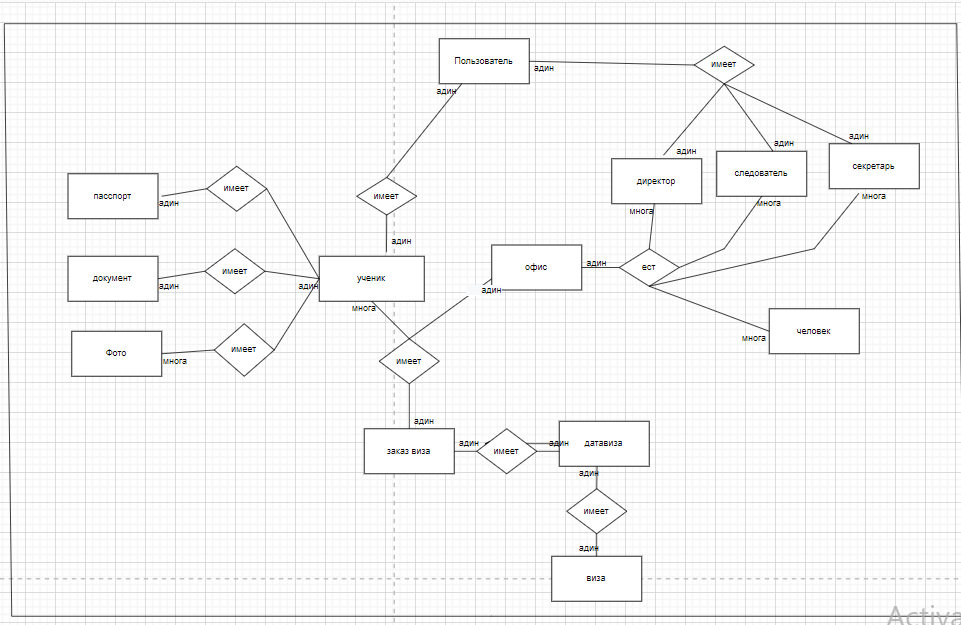 Пользователь
адин
имеет
адин
адин
адин
адин
директор
следователь
секретарь
многа
многа
многа
пасспорт
адин
имеет
имеет
адин
документ
адин
имеет
адин
ученик
многа
офис
адин
адин
ест
человек
многа
Фото
многа
имеет
имеет
адин
заказ виза
адин
имеет
адин
датавиза
адин
имеет
адин
виза
Activa